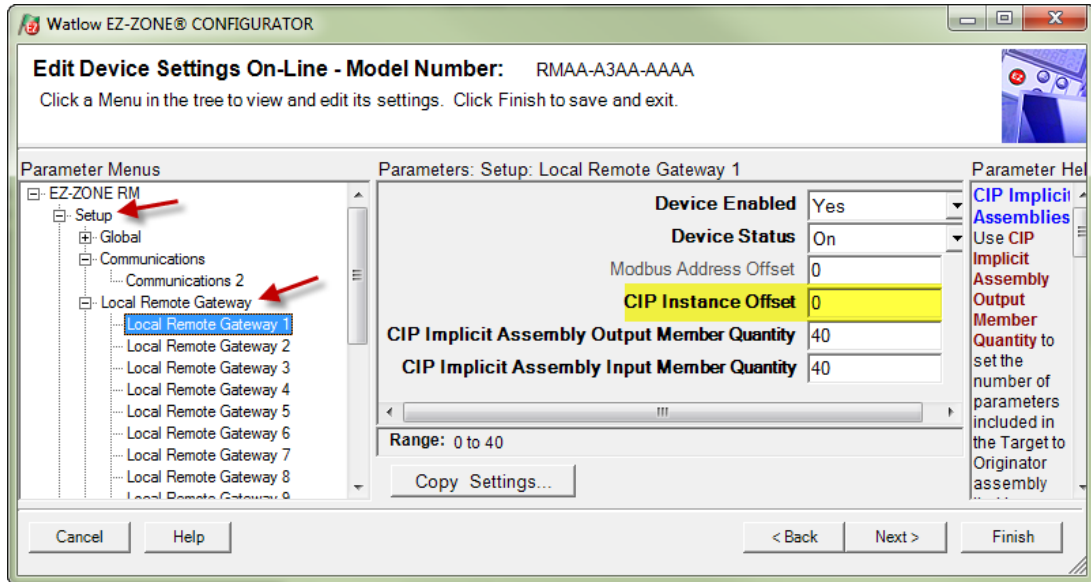 Watlow EZ-ZONE® CONFIGURATOR
Edit Device Settings On-Line - Model Number: RMAA-A3AA-AAAA
Click a Menu in the tree to view and edit its settings. Click Finish to save and exit.
Parameter Menus
EZ-ZONE RM
Setup
Global
Communications
Communications 2
Local Remote Gateway
Local Remote Gateway 1
Local Remote Gateway 2
Local Remote Gateway 3
Local Remote Gateway 4
Local Remote Gateway 5
Local Remote Gateway 6
Local Remote Gateway 7
Local Remote Gateway 8
Local Remote Gateway 9
Parameters: Setup: Local Remote Gateway 1
Device Enabled Yes
Device Status On
Modbus Address Offset 0
CIP Instance Offset 0
CIP Implicit Assembly Output Member Quantity 40
CIP Implicit Assembly Input Member Quantity 40
Range: 0 to 40
Copy Settings...
Parameter Hel
CIP Implicit
Assemblies
Use CIP
Implicit
Assembly
Output
Member
Quantity to
set the
number of
parameters
included in
the Target to
Originator
assembly
Cancel Help < Back Next > Finish